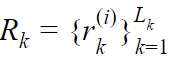 R_k = {r_k^{(i)}}_{k=1}^{L_k}